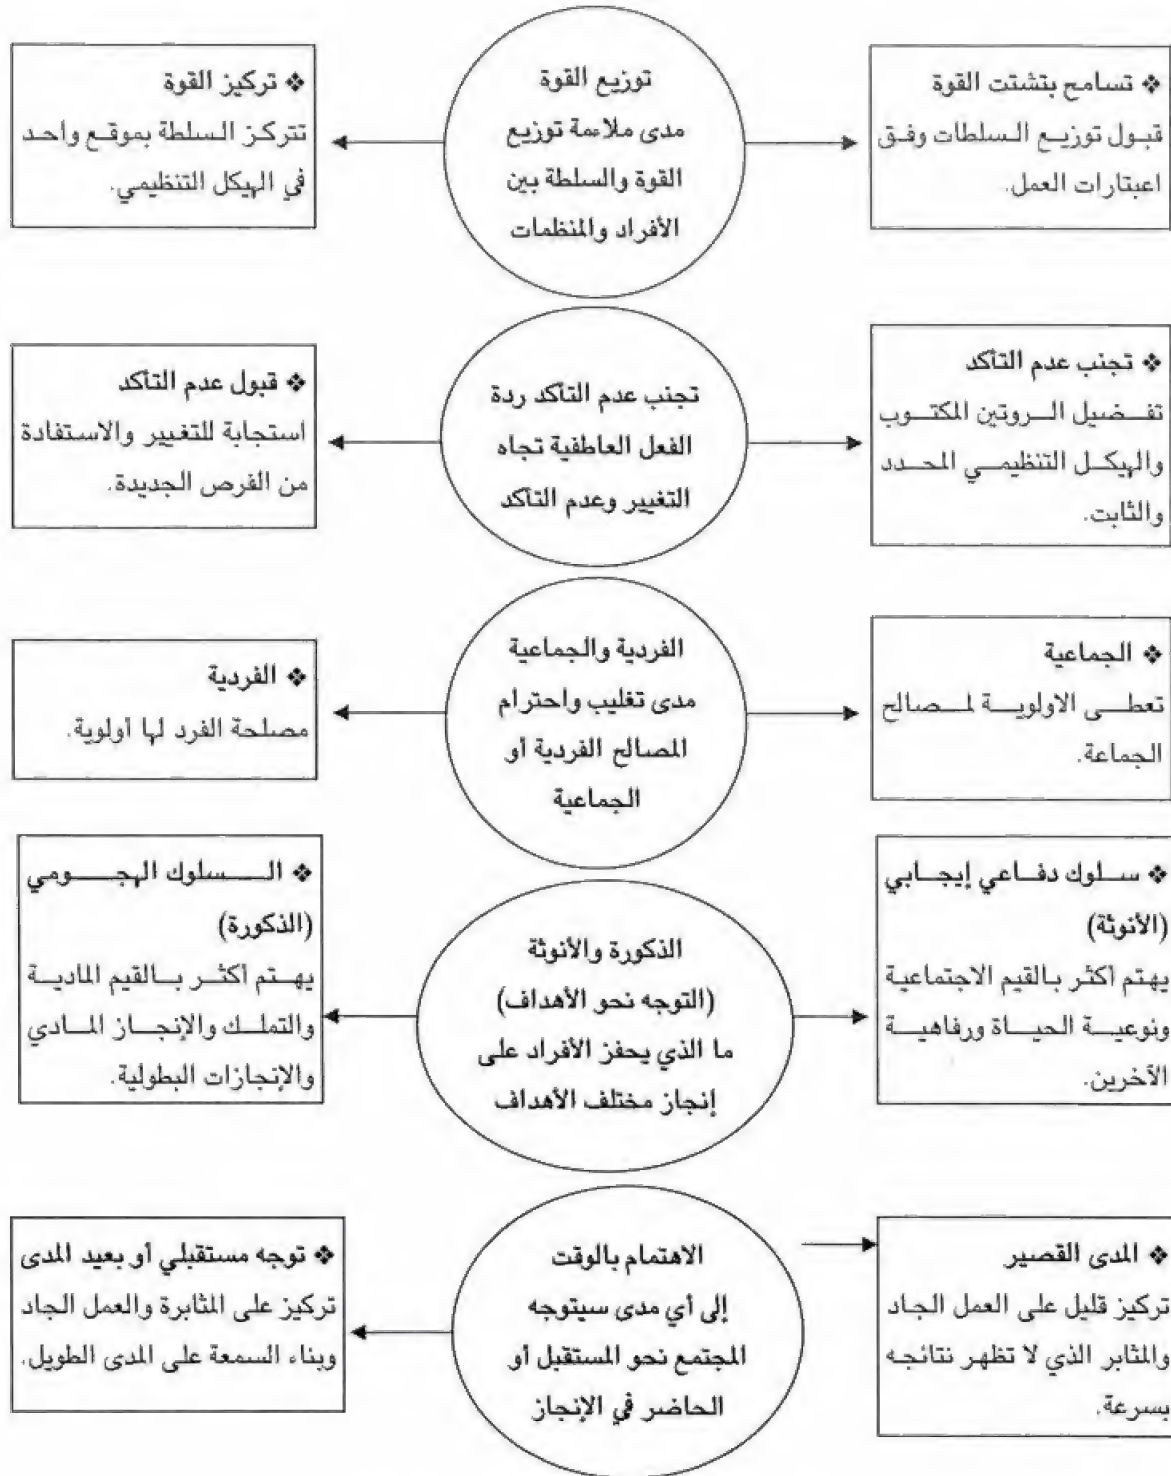 ❖ تسامح بتشتت القوة
قبول توزيع السلطات وفق
اعبتارات العمل.
توزيع القوة
مدى ملاءمة توزيع
القوة والسلطة بين
الأفراد والمنظمات
❖ تركيز القوة
تتركز السلطة بموقع واحد
في الهيكل التنظيمي.
❖ تجنب عدم التأكد
تفضيل الروتين المكتوب
والهيكل التنظيمي المحدد
والثابت.
تجنب عدم التأكد ردة
الفعل العاطفية تجاه
التغيير وعدم التأكد
❖ قبول عدم التأكد
استجابة للتغيير والاستفادة
من الفرص الجديدة.
❖ الجماعية
تعطى الاولوية لمصالح
الجماعة.
الفردية والجماعية
مدى تغليب واحترام
المصالح الفردية أو
الجماعية
❖ الفردية
مصلحة الفرد لها أولوية.
❖ سلوك دفاعي إيجابي
(الأنوثة)
يهتم أكثر بالقيم الاجتماعية
ونوعية الحياة ورفاهية
الآخرين.
الذكورة والأنوثة
(التوجه نحو الأهداف)
ما الذي يحفز الأفراد على
إنجاز مختلف الأهداف
❖ السلوك الهجومي
(الذكورة)
يهتم أكثر بالقيم المادية
والتملك والإنجاز المادي
والإنجازات البطولية.
❖ المدى القصير
تركيز قليل على العمل الجاد
والمثابر الذي لا تظهر نتائجه
بسرعة.
الاهتمام بالوقت
إلى أي مدى سيتوجه
المجتمع نحو المستقبل أو
الحاضر في الإنجاز
❖ توجه مستقبلي أو بعيد المدى
تركيز على المثابرة والعمل الجاد
وبناء السمعة على المدى الطويل.